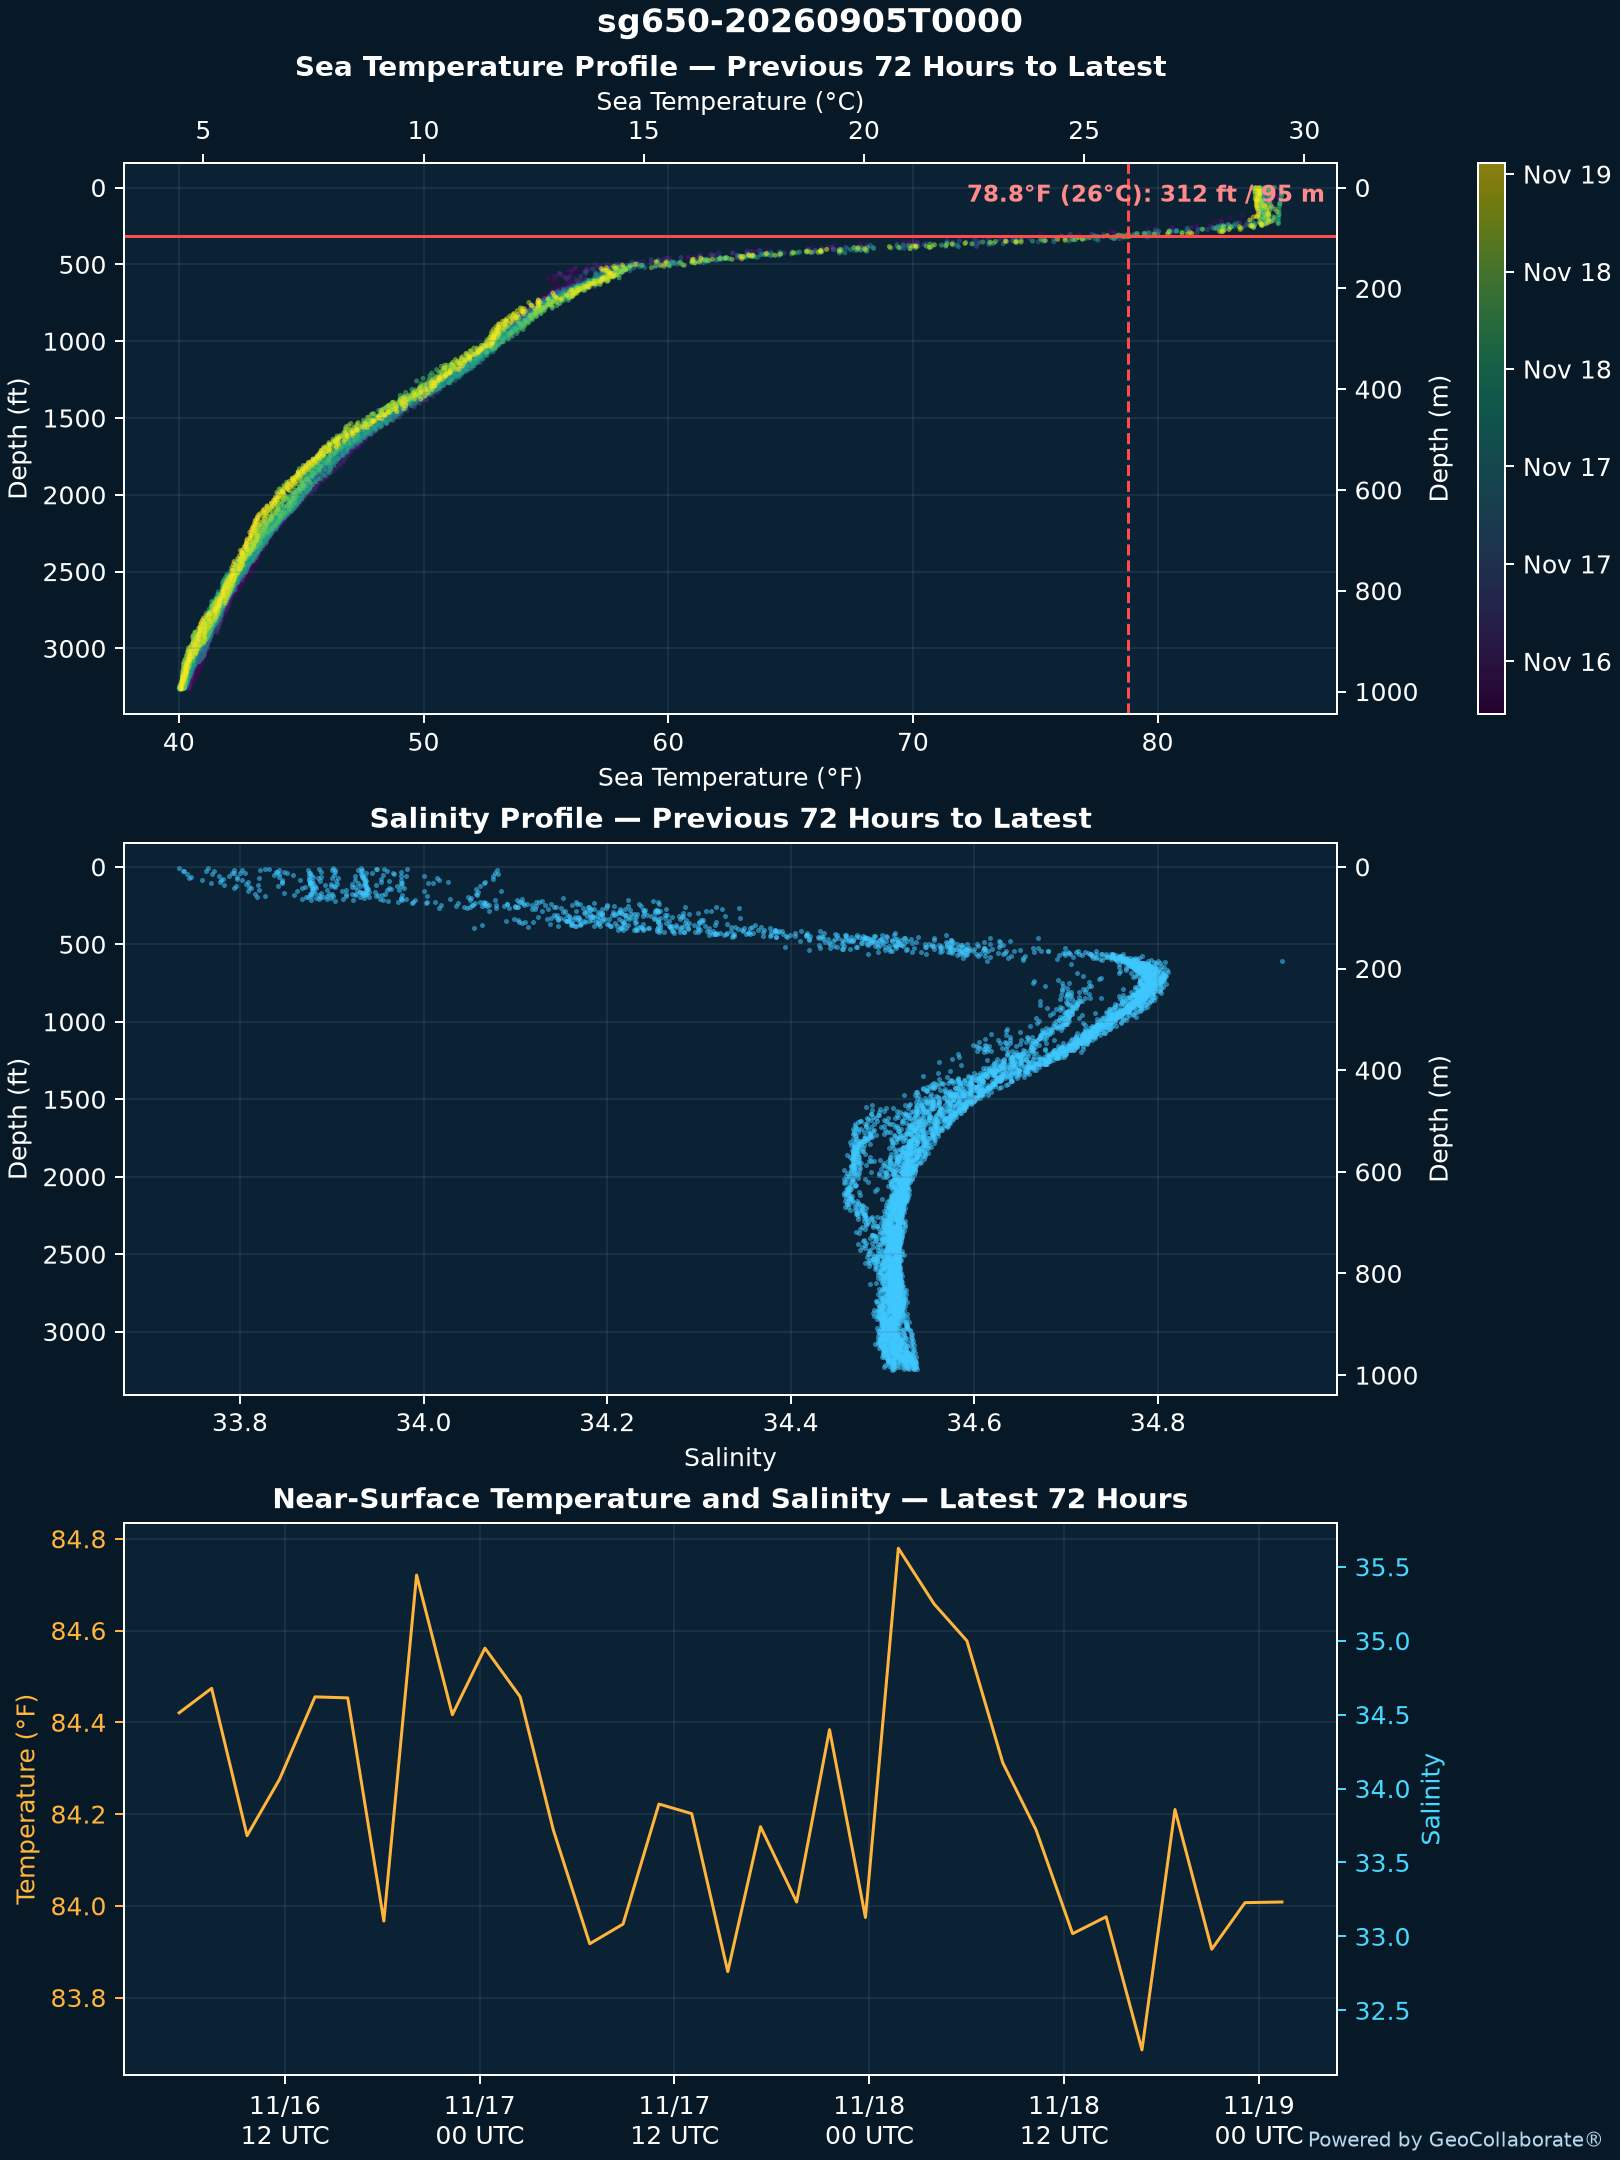 sg650-20260905T0000
Sea Temperature Profile — Previous 72 Hours to Latest
Sea Temperature (°C)
5 10 15 20 25 30
78.8°F (26°C): 312 ft / 95 m
0
500
1000
1500
2000
2500
3000
Depth (ft)
0
200
400
600
800
1000
Depth (m)
Nov 19
Nov 18
Nov 18
Nov 17
Nov 17
Nov 16
40 50 60 70 80
Sea Temperature (°F)
Salinity Profile — Previous 72 Hours to Latest
0
500
1000
1500
2000
2500
3000
Depth (ft)
0
200
400
600
800
1000
Depth (m)
33.8 34.0 34.2 34.4 34.6 34.8
Salinity
Near-Surface Temperature and Salinity — Latest 72 Hours
84.8
84.6
84.4
84.2
84.0
83.8
Temperature (°F)
35.5
35.0
34.5
34.0
33.5
33.0
32.5
Salinity
11/16 11/17 11/17 11/18 11/18 11/19
12 UTC 00 UTC 12 UTC 00 UTC 12 UTC 00 UTC
Powered by GeoCollaborate®